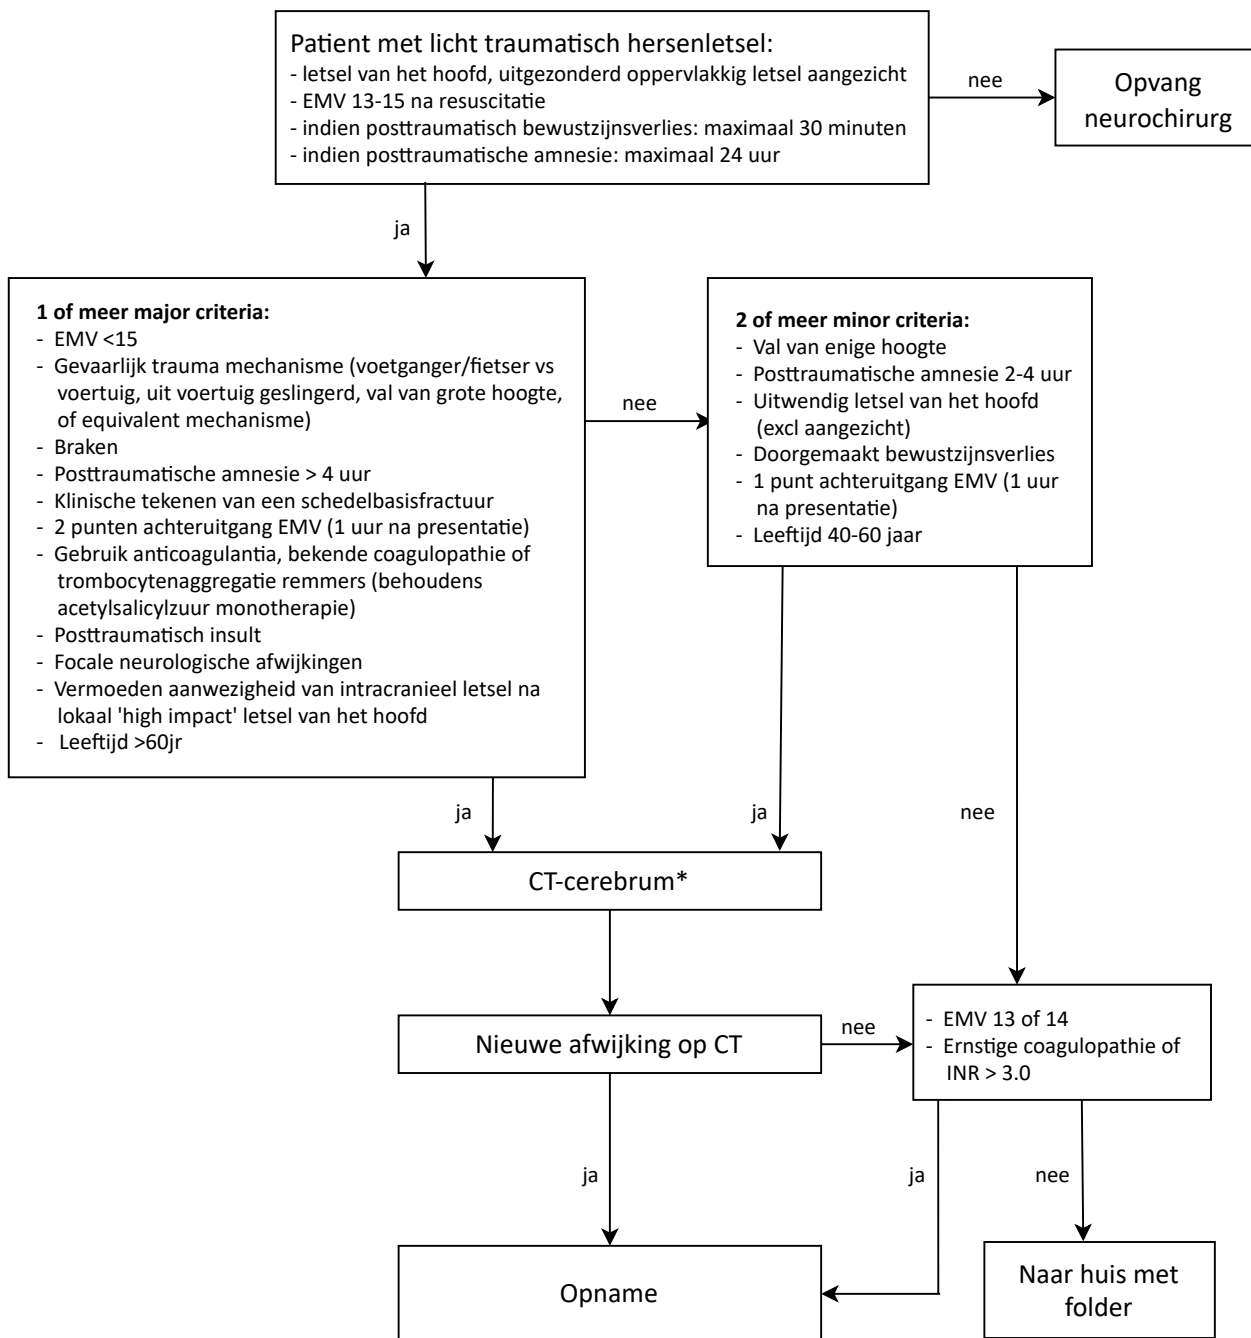 Patient met licht traumatisch hersenletsel:
- letsel van het hoofd, uitgezonderd oppervlakkig letsel aangezicht
- EMV 13-15 na resuscitatie
- indien posttraumatisch bewustzijnsverlies: maximaal 30 minuten
- indien posttraumatische amnesie: maximaal 24 uur
nee
Opvang
neurochirurg
ja
1 of meer major criteria:
- EMV <15
- Gevaarlijk trauma mechanisme (voetganger/fietser vs
voertuig, uit voertuig geslingerd, val van grote hoogte,
of equivalent mechanisme)
- Braken
- Posttraumatische amnesie > 4 uur
- Klinische tekenen van een schedelbasisfractuur
- 2 punten achteruitgang EMV (1 uur na presentatie)
- Gebruik anticoagulantia, bekende coagulopathie of
trombocytenaggregatie remmers (behoudens
acetylsalicylzuur monotherapie)
- Posttraumatisch insult
- Focale neurologische afwijkingen
- Vermoeden aanwezigheid van intracranieel letsel na
lokaal 'high impact' letsel van het hoofd
- Leeftijd >60jr
nee
2 of meer minor criteria:
- Val van enige hoogte
- Posttraumatische amnesie 2-4 uur
- Uitwendig letsel van het hoofd
(excl aangezicht)
- Doorgemaakt bewustzijnsverlies
- 1 punt achteruitgang EMV (1 uur
na presentatie)
- Leeftijd 40-60 jaar
ja
ja
nee
CT-cerebrum*
Nieuwe afwijking op CT
nee
- EMV 13 of 14
- Ernstige coagulopathie of
INR > 3.0
ja
ja
nee
Opname
Naar huis met
folder